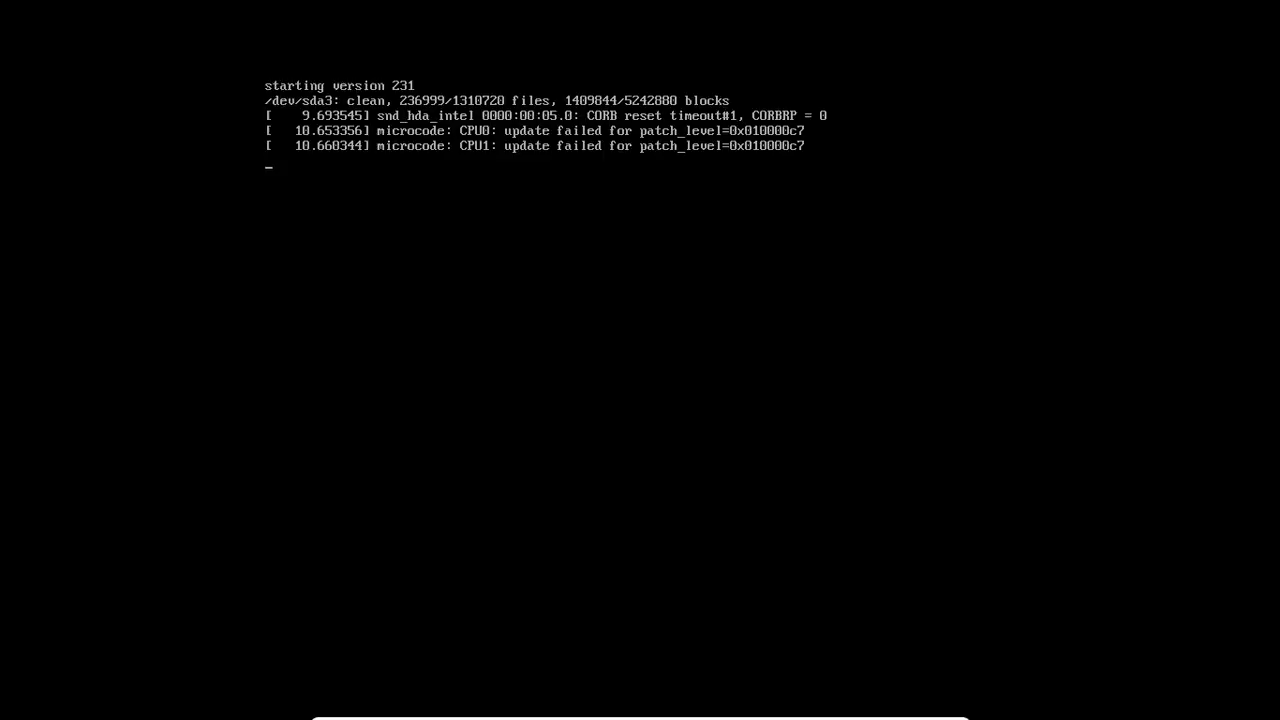 starting version 231
/dev/sda3: clean, 236999/1310720 files, 1409844/5242880 blocks
[    9.693545] snd_hda_intel 0000:00:05.0: CORB reset timeout#1, CORBRP = 0
[   10.653356] microcode: CPU0: update failed for patch_level=0x010000c7
[   10.660344] microcode: CPU1: update failed for patch_level=0x010000c7
_